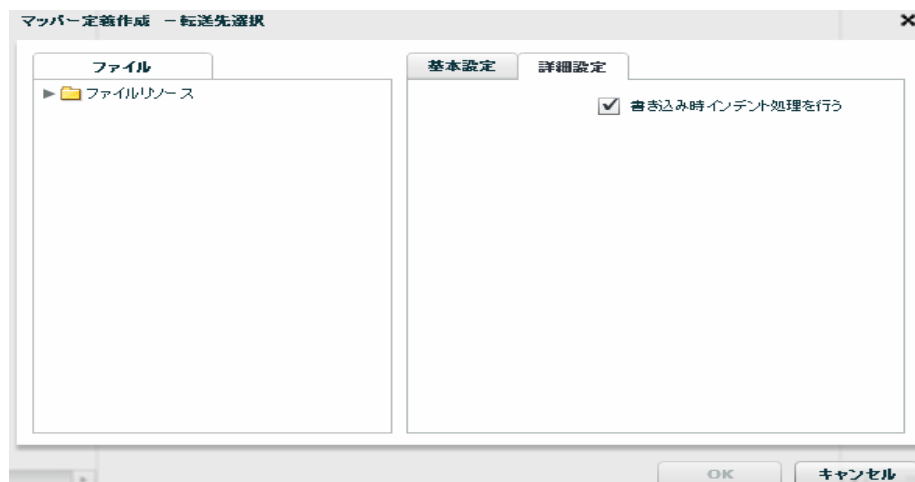 マッパー定義作成 －転送先選択
ファイル
ファイルリソース
基本設定
詳細設定
書き込み時インデント処理を行う
OK
キャンセル